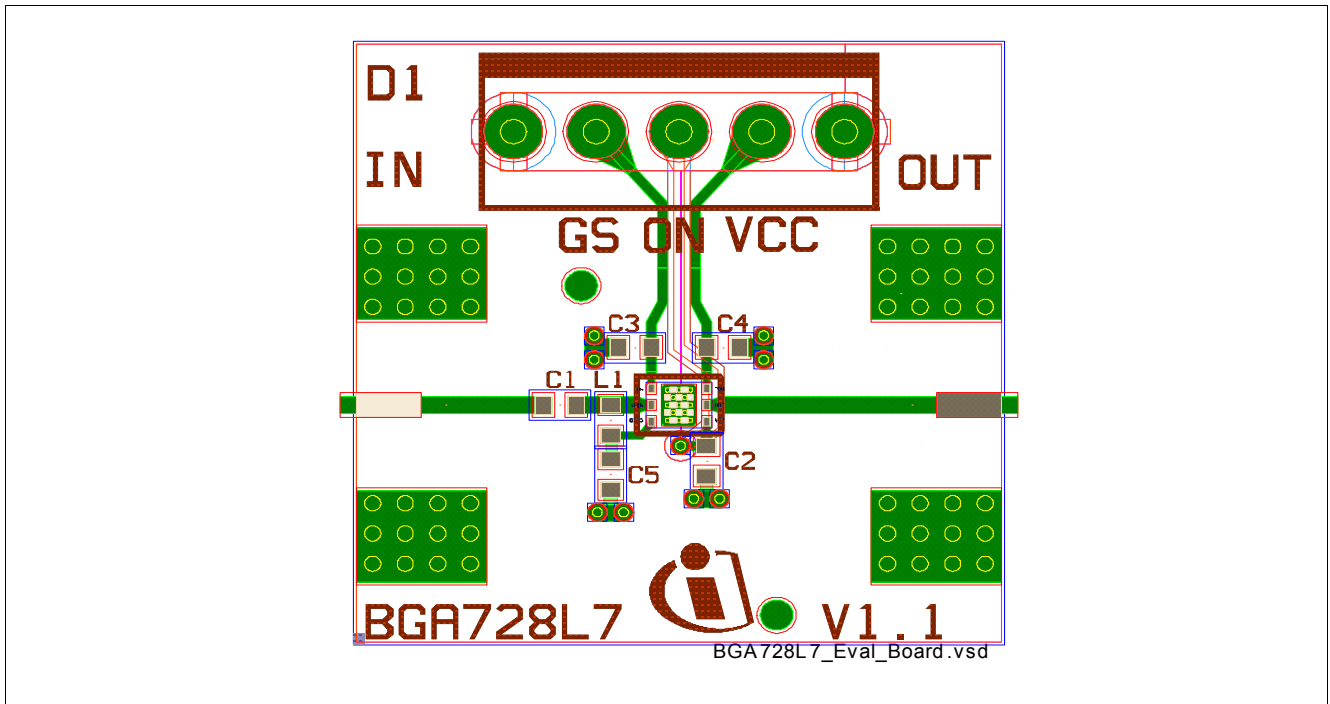 D1
IN
OUT
GS ON VCC
C3
C4
C1
L1
C5
C2
BGA728L7
V1.1
BGA728L7_Eval_Board.vsd